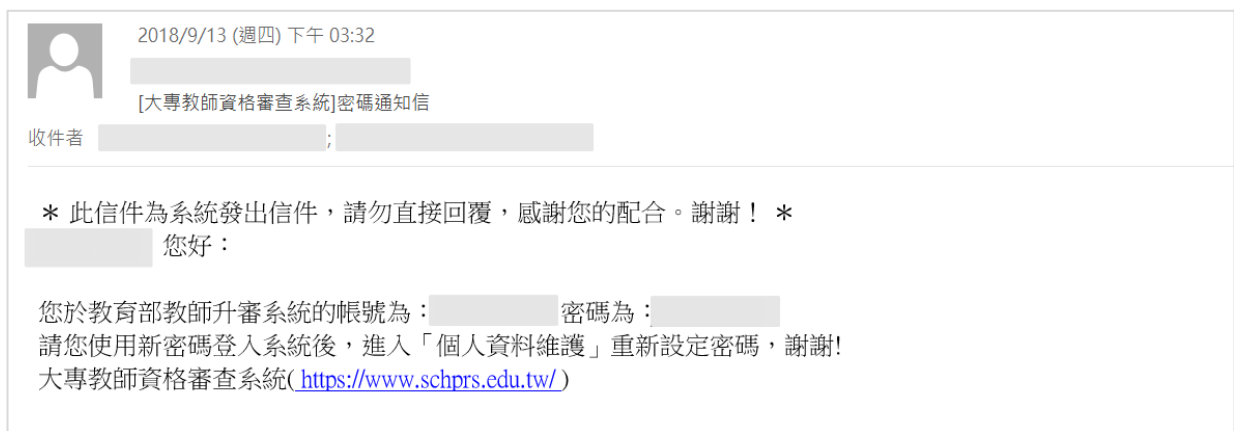 2018/9/13 (週四) 下午 03:32
[大專教師資格審查系統]密碼通知信
收件者 ;
＊ 此信件為系統發出信件，請勿直接回覆，感謝您的配合。謝謝！ ＊
您好：
您於教育部教師升審系統的帳號為： 密碼為：
請您使用新密碼登入系統後，進入「個人資料維護」重新設定密碼，謝謝!
大專教師資格審查系統( https://www.schprs.edu.tw/ )